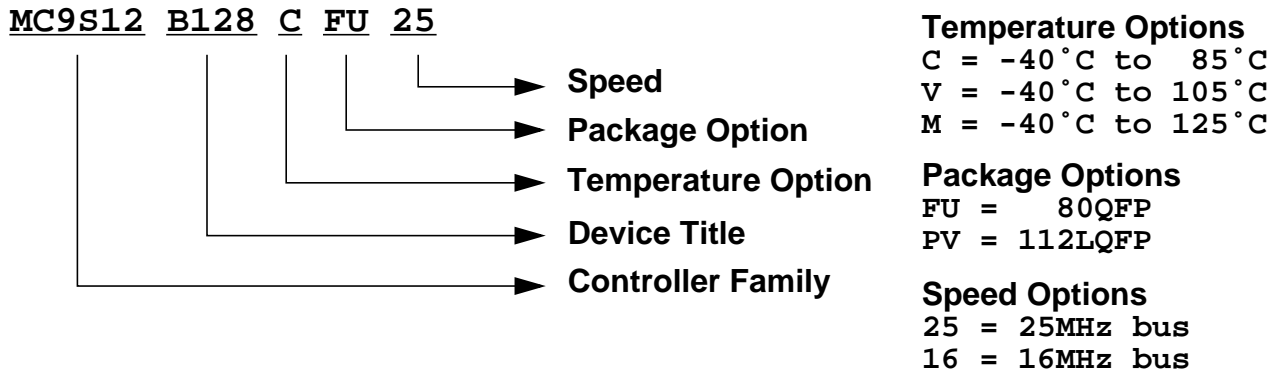 MC9S12 B128 C FU 25
Speed
Package Option
Temperature Option
Device Title
Controller Family
Temperature Options
C = -40˚C to 85˚C
V = -40˚C to 105˚C
M = -40˚C to 125˚C
Package Options
FU = 80QFP
PV = 112LQFP
Speed Options
25 = 25MHz bus
16 = 16MHz bus